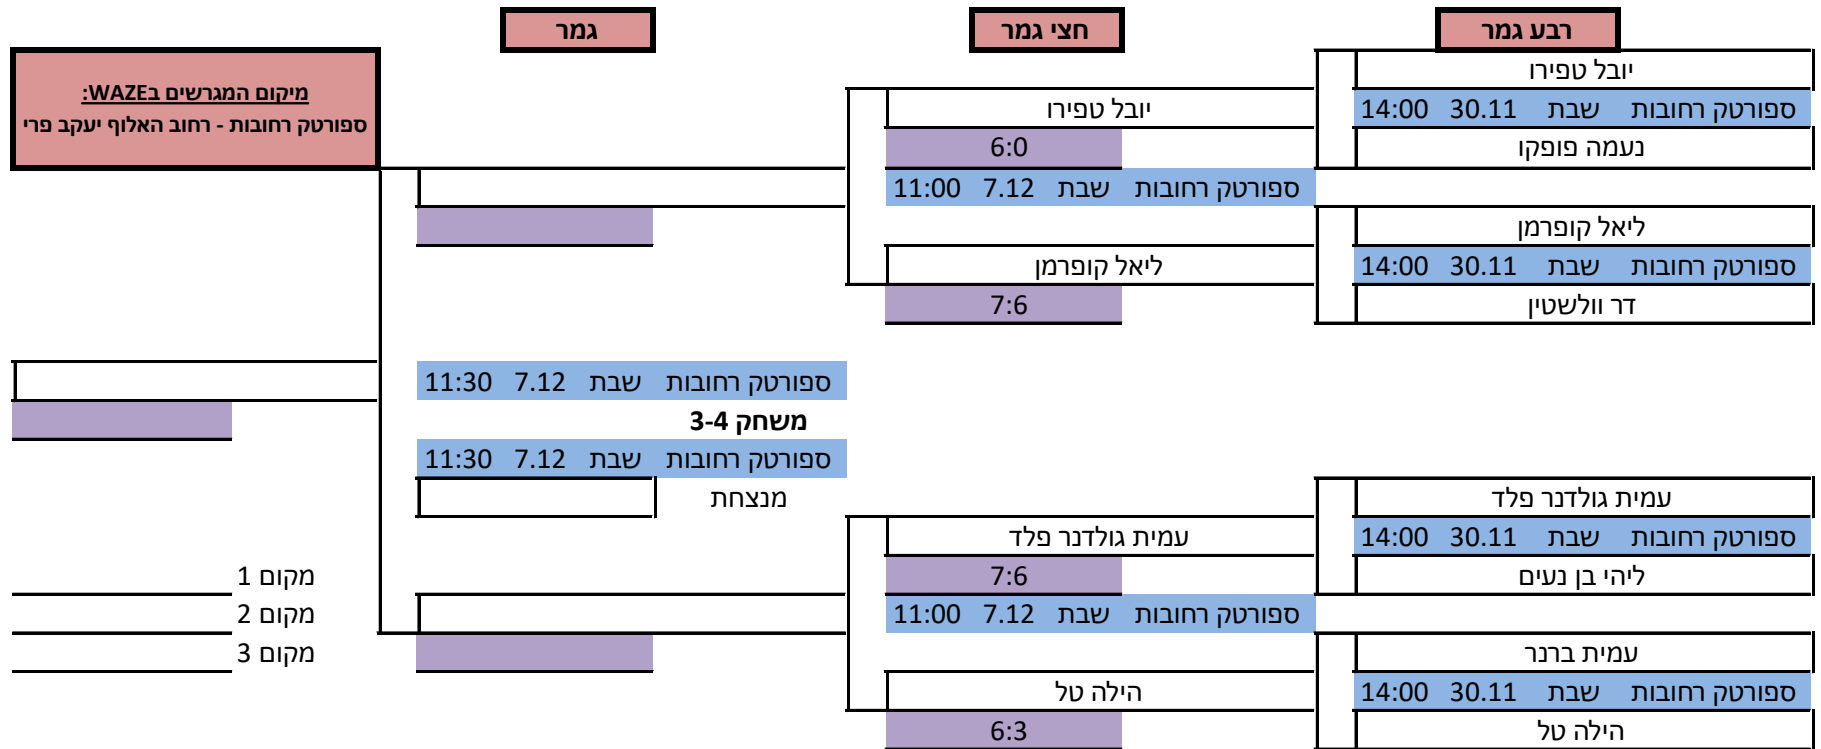 רבע גמר
חצי גמר
גמר
מיקום המגרשים בWAZE:
ספורטק רחובות - רחוב האלוף יעקב פרי
יובל טפירו
ספורטק רחובות שבת 30.11 14:00
נעמה פופקו
ליאל קופרמן
ספורטק רחובות שבת 30.11 14:00
דר וולשטין
עמית גולדנר פלד
ספורטק רחובות שבת 30.11 14:00
ליהי בן נעים
עמית ברנר
ספורטק רחובות שבת 30.11 14:00
הילה טל
יובל טפירו
6:0
ספורטק רחובות שבת 7.12 11:00
ליאל קופרמן
7:6
עמית גולדנר פלד
7:6
ספורטק רחובות שבת 7.12 11:00
הילה טל
6:3
ספורטק רחובות שבת 7.12 11:30
משחק 3-4
ספורטק רחובות שבת 7.12 11:30
מנצחת
מקום 1
מקום 2
מקום 3